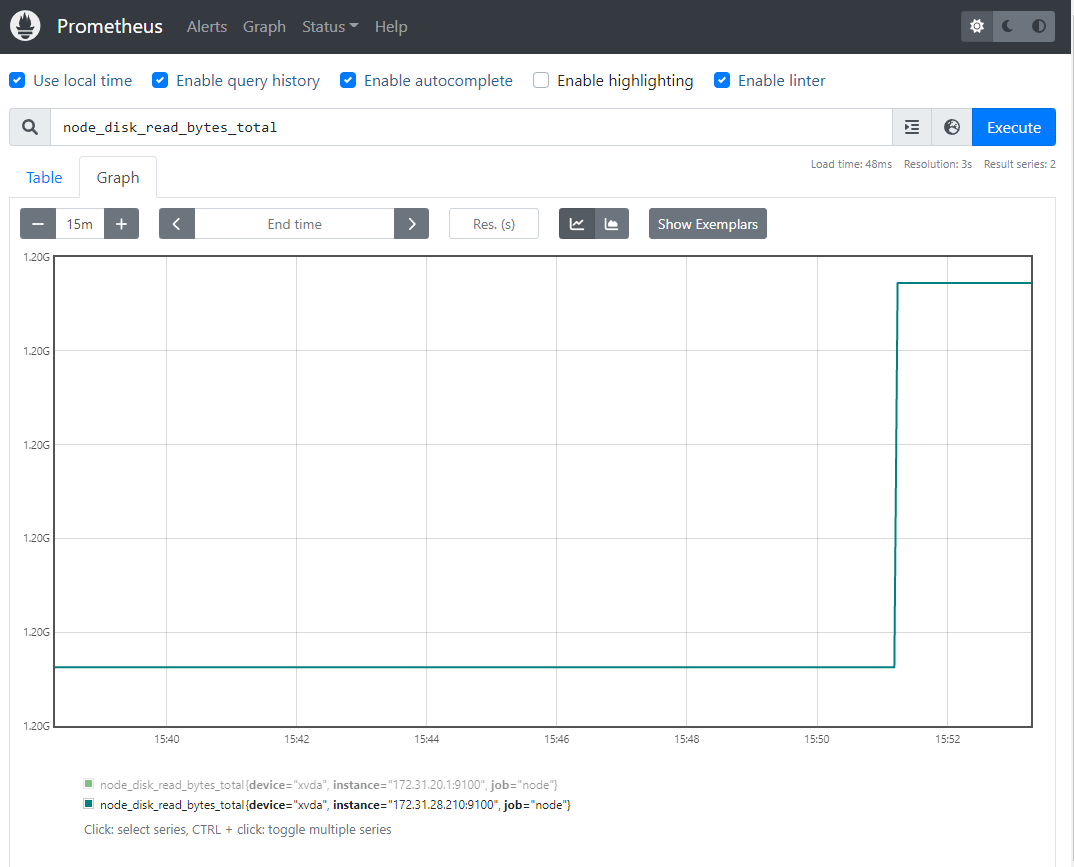 Prometheus Alerts Graph Status Help
Use local time Enable query history Enable autocomplete Enable highlighting Enable linter
node_disk_read_bytes_total Execute
Load time: 48ms Resolution: 3s Result series: 2
Table Graph
15m End time Res. (s) Show Exemplars
1.20G
1.20G
1.20G
1.20G
1.20G
1.20G
15:40 15:42 15:44 15:46 15:48 15:50 15:52
node_disk_read_bytes_total{device="xvda", instance="172.31.20.1:9100", job="node"}
node_disk_read_bytes_total{device="xvda", instance="172.31.28.210:9100", job="node"}
Click: select series, CTRL + click: toggle multiple series